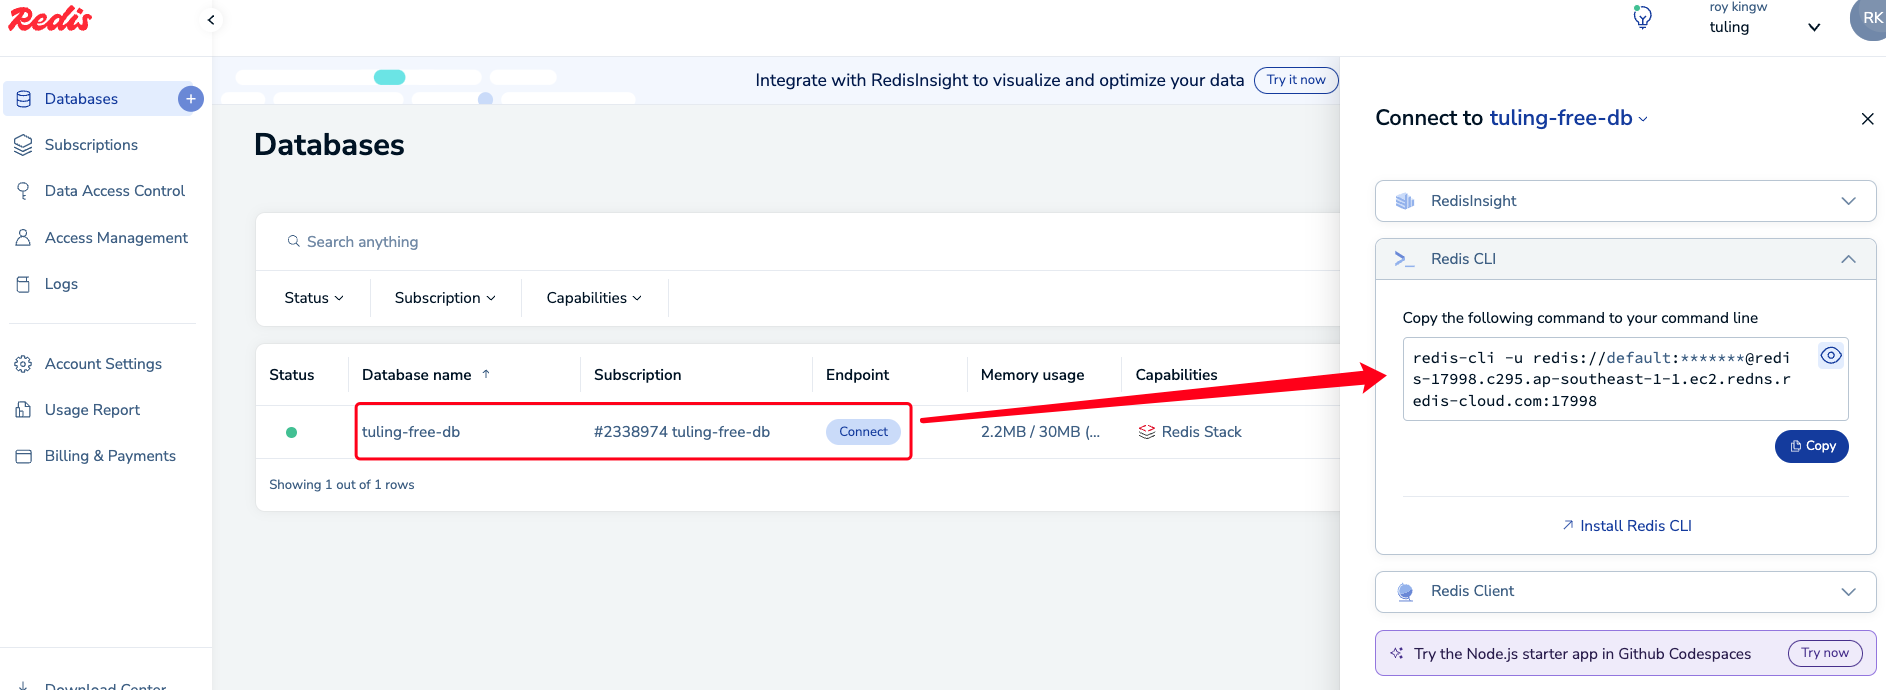 Redis
roy kingw
tuling
RK
Databases
Subscriptions
Data Access Control
Access Management
Logs
Account Settings
Usage Report
Billing & Payments
Download Center
Integrate with RedisInsight to visualize and optimize your data Try it now
Databases
Search anything
Status Subscription Capabilities
Status Database name ↑ Subscription Endpoint Memory usage Capabilities
tuling-free-db #2338974 tuling-free-db Connect 2.2MB / 30MB (... Redis Stack
Showing 1 out of 1 rows
Connect to tuling-free-db
RedisInsight
Redis CLI
Copy the following command to your command line
redis-cli -u redis://default:*******@redi
s-17998.c295.ap-southeast-1-1.ec2.redns.r
edis-cloud.com:17998
Copy
Install Redis CLI
Redis Client
Try the Node.js starter app in Github Codespaces Try now